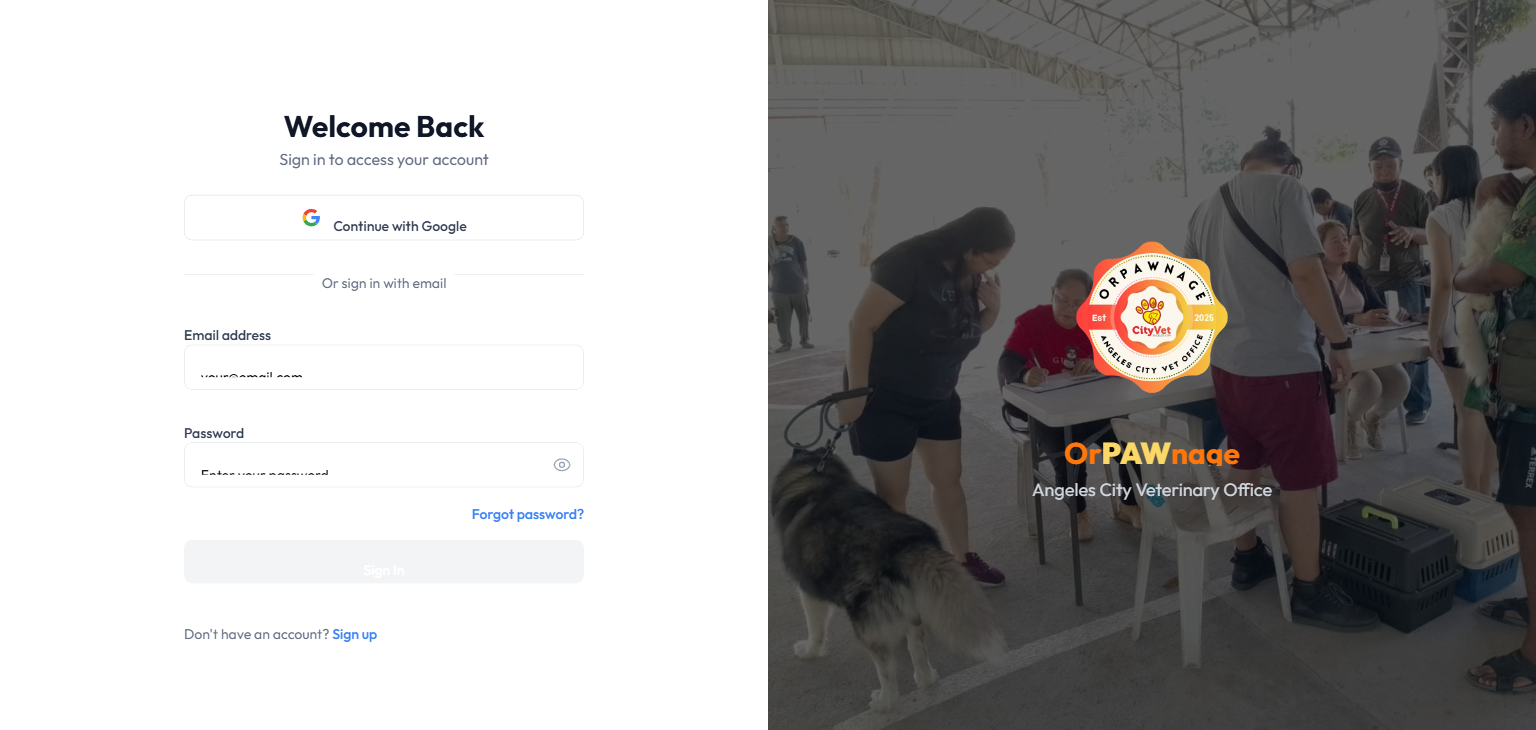 Welcome Back
Sign in to access your account
Continue with Google
Or sign in with email
Email address
your@email.com
Password
Enter your password
Forgot password?
Sign In
Don't have an account? Sign up
ORPAWNAGE
Est 2025
CityVet
ANGELES CITY VET OFFICE
OrPAWnage
Angeles City Veterinary Office